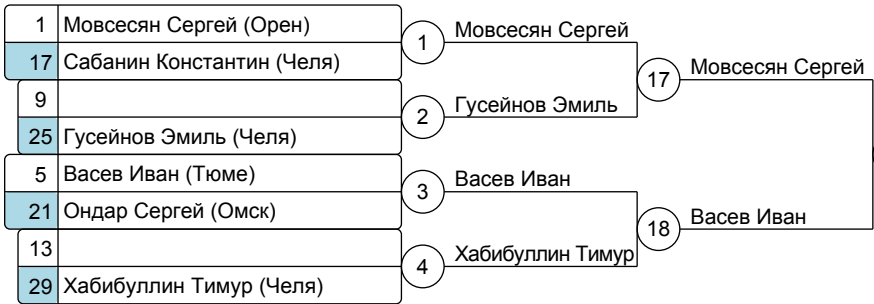 1 Мовсесян Сергей (Орен)
17 Сабанин Константин (Челя)
9
25 Гусейнов Эмиль (Челя)
5 Васев Иван (Тюме)
21 Ондар Сергей (Омск)
13
29 Хабибуллин Тимур (Челя)
1 Мовсесян Сергей
2 Гусейнов Эмиль
3 Васев Иван
4 Хабибуллин Тимур
17 Мовсесян Сергей
18 Васев Иван